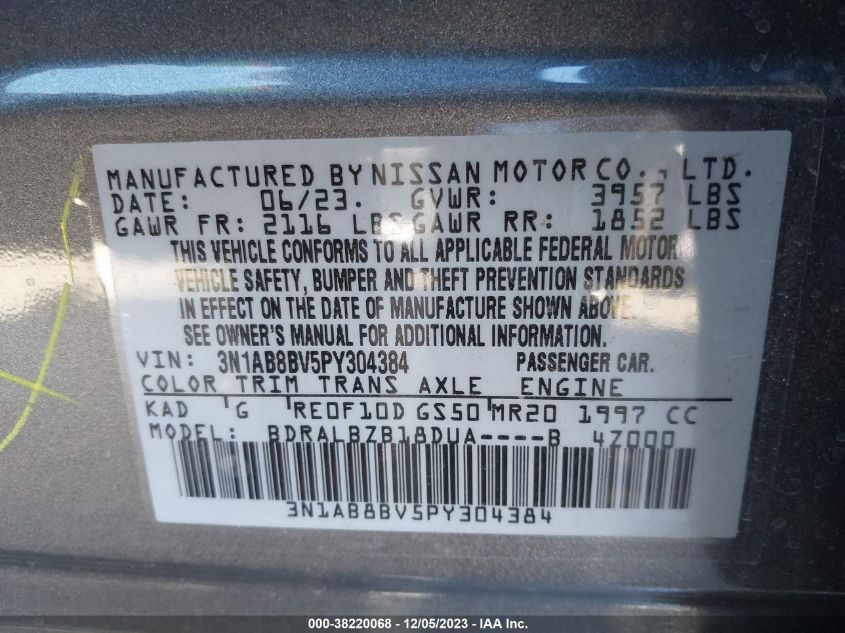 MANUFACTURED BY NISSAN MOTOR CO., LTD.
DATE: 06/23. GVWR: 3957 LBS
GAWR FR: 2116 LBS GAWR RR: 1852 LBS
THIS VEHICLE CONFORMS TO ALL APPLICABLE FEDERAL MOTOR
VEHICLE SAFETY, BUMPER AND THEFT PREVENTION STANDARDS
IN EFFECT ON THE DATE OF MANUFACTURE SHOWN ABOVE.
SEE OWNER'S MANUAL FOR ADDITIONAL INFORMATION.
VIN: 3N1AB8BV5PY304384 PASSENGER CAR.
COLOR TRIM TRANS AXLE ENGINE
KAD G RE0F10D GS50 MR20 1997 CC
MODEL: BDRALBZB18DUA----B 4Z000
3N1AB8BV5PY304384
000-38220068 - 12/05/2023 - IAA Inc.